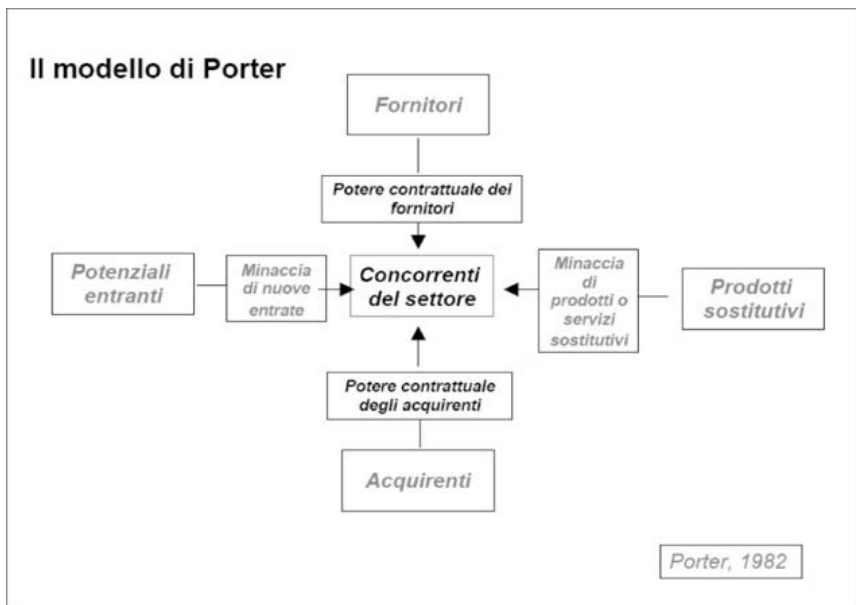 Il modello di Porter
Fornitori
Potere contrattuale dei
fornitori
Potenziali
entranti
Minaccia
di nuove
entrate
Concorrenti
del settore
Minaccia
di
prodotti o
servizi
sostitutivi
Prodotti
sostitutivi
Potere contrattuale
degli acquirenti
Acquirenti
Porter, 1982